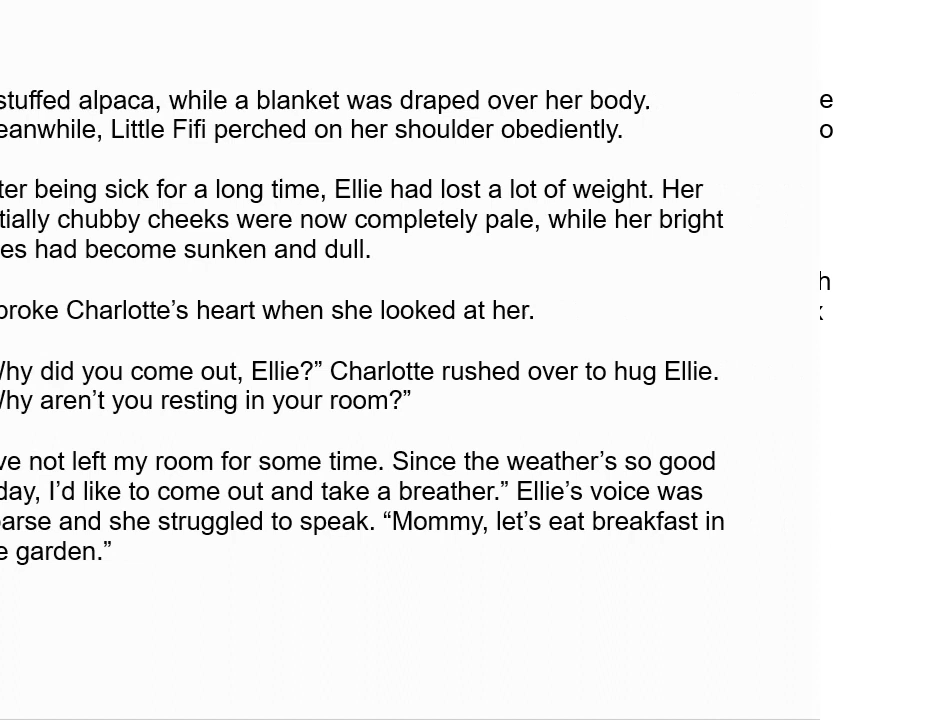 stuffed alpaca, while a blanket was draped over her body.
eanwhile, Little Fifi perched on her shoulder obediently.
ter being sick for a long time, Ellie had lost a lot of weight. Her
tially chubby cheeks were now completely pale, while her bright
es had become sunken and dull.
broke Charlotte’s heart when she looked at her.
hy did you come out, Ellie?” Charlotte rushed over to hug Ellie.
hy aren’t you resting in your room?”
ve not left my room for some time. Since the weather’s so good
day, I’d like to come out and take a breather.” Ellie’s voice was
arse and she struggled to speak. “Mommy, let’s eat breakfast in
e garden.”
e
o
h